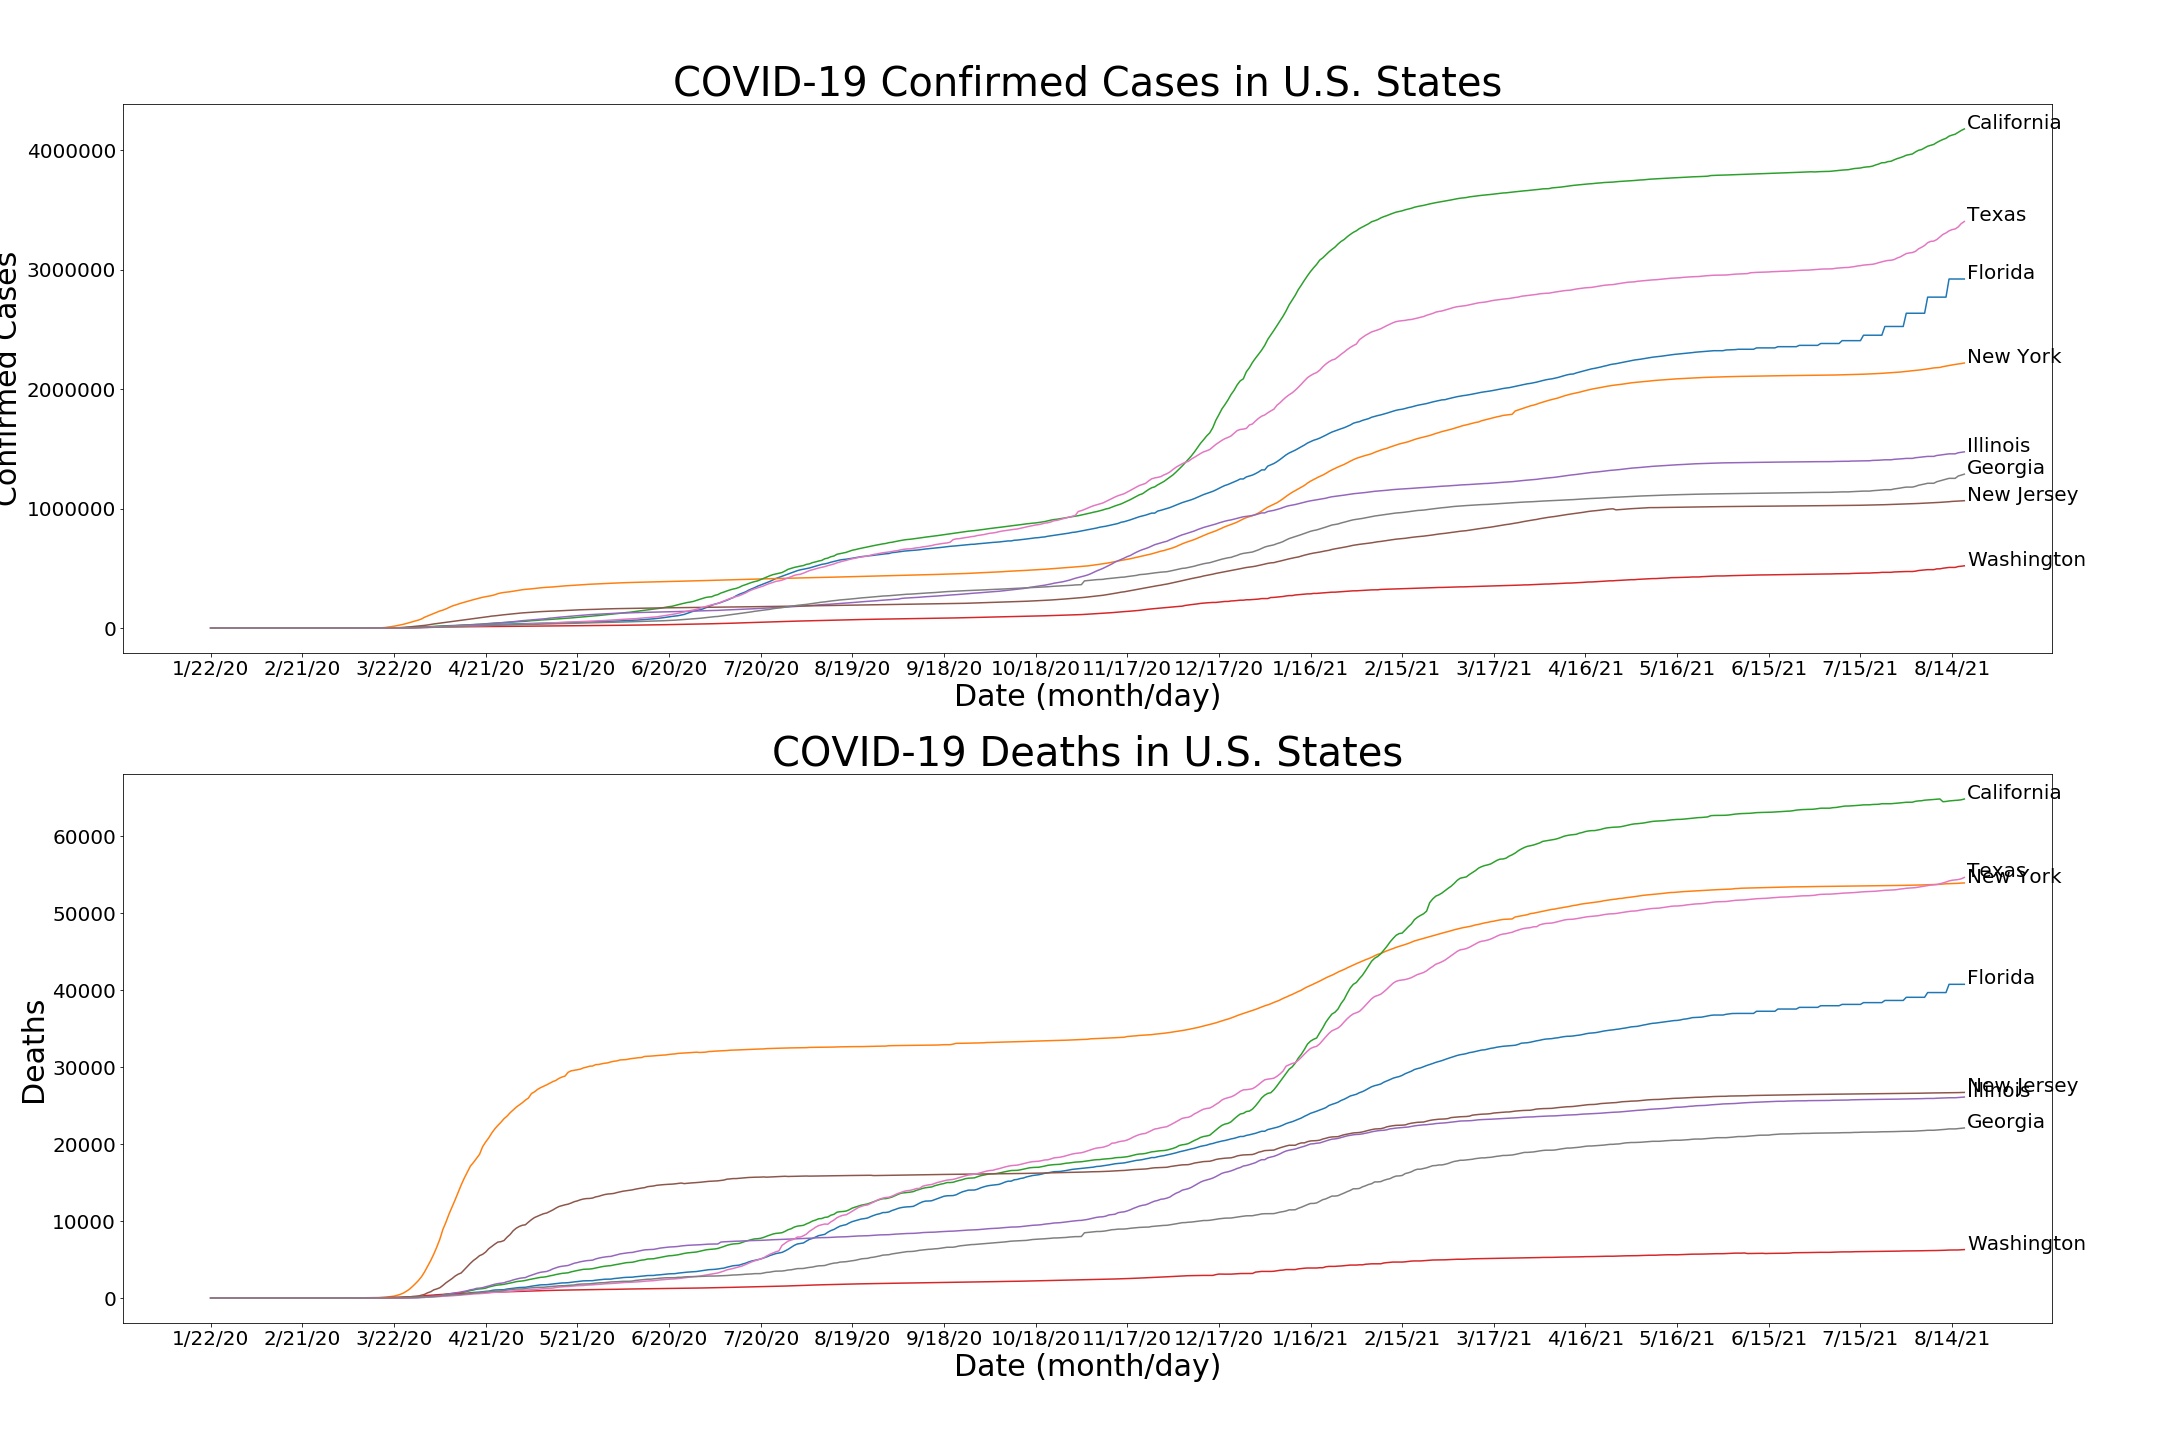 COVID-19 Confirmed Cases in U.S. States
Confirmed Cases
4000000
3000000
2000000
1000000
0
California
Texas
Florida
New York
Illinois
Georgia
New Jersey
Washington
1/22/20 2/21/20 3/22/20 4/21/20 5/21/20 6/20/20 7/20/20 8/19/20 9/18/20 10/18/20 11/17/20 12/17/20 1/16/21 2/15/21 3/17/21 4/16/21 5/16/21 6/15/21 7/15/21 8/14/21
Date (month/day)
COVID-19 Deaths in U.S. States
Deaths
60000
50000
40000
30000
20000
10000
0
California
Texas
New York
Florida
New Jersey
Illinois
Georgia
Washington
1/22/20 2/21/20 3/22/20 4/21/20 5/21/20 6/20/20 7/20/20 8/19/20 9/18/20 10/18/20 11/17/20 12/17/20 1/16/21 2/15/21 3/17/21 4/16/21 5/16/21 6/15/21 7/15/21 8/14/21
Date (month/day)